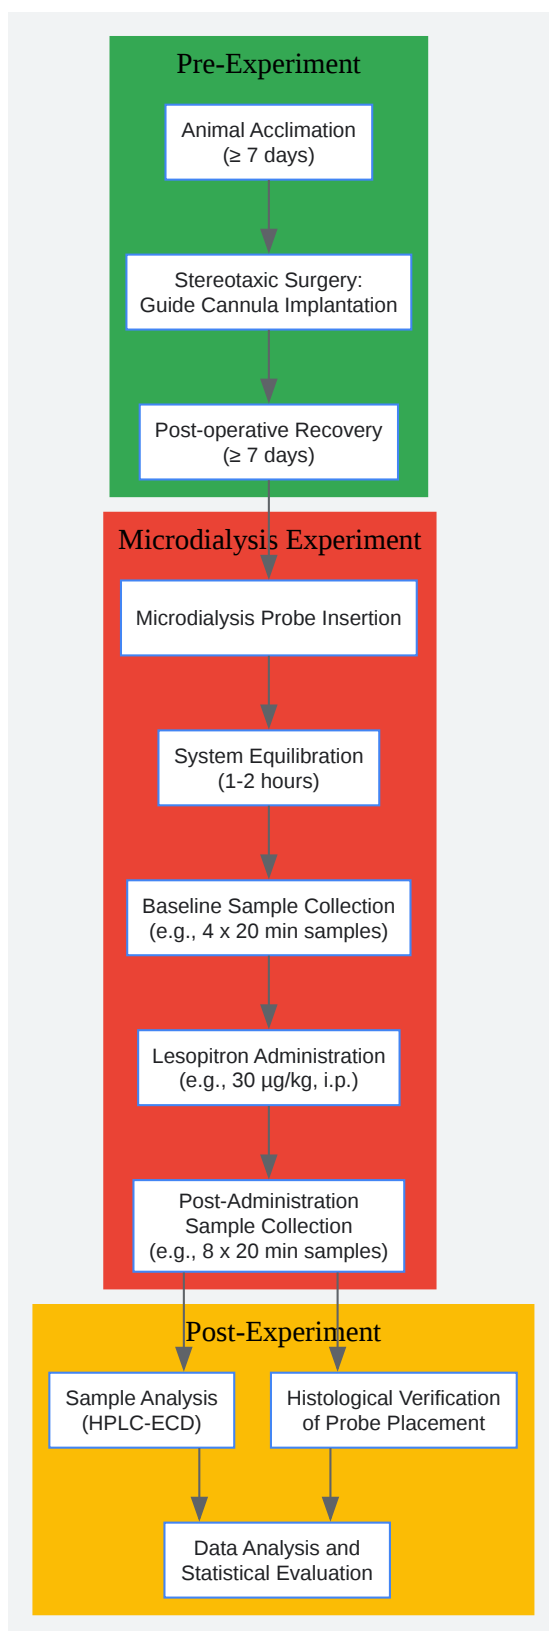 Pre-Experiment
Animal Acclimation
(≥ 7 days)
Stereotaxic Surgery:
Guide Cannula Implantation
Post-operative Recovery
(≥ 7 days)
Microdialysis Experiment
Microdialysis Probe Insertion
System Equilibration
(1-2 hours)
Baseline Sample Collection
(e.g., 4 x 20 min samples)
Lesopitron Administration
(e.g., 30 µg/kg, i.p.)
Post-Administration
Sample Collection
(e.g., 8 x 20 min samples)
Post-Experiment
Sample Analysis
(HPLC-ECD)
Histological Verification
of Probe Placement
Data Analysis and
Statistical Evaluation